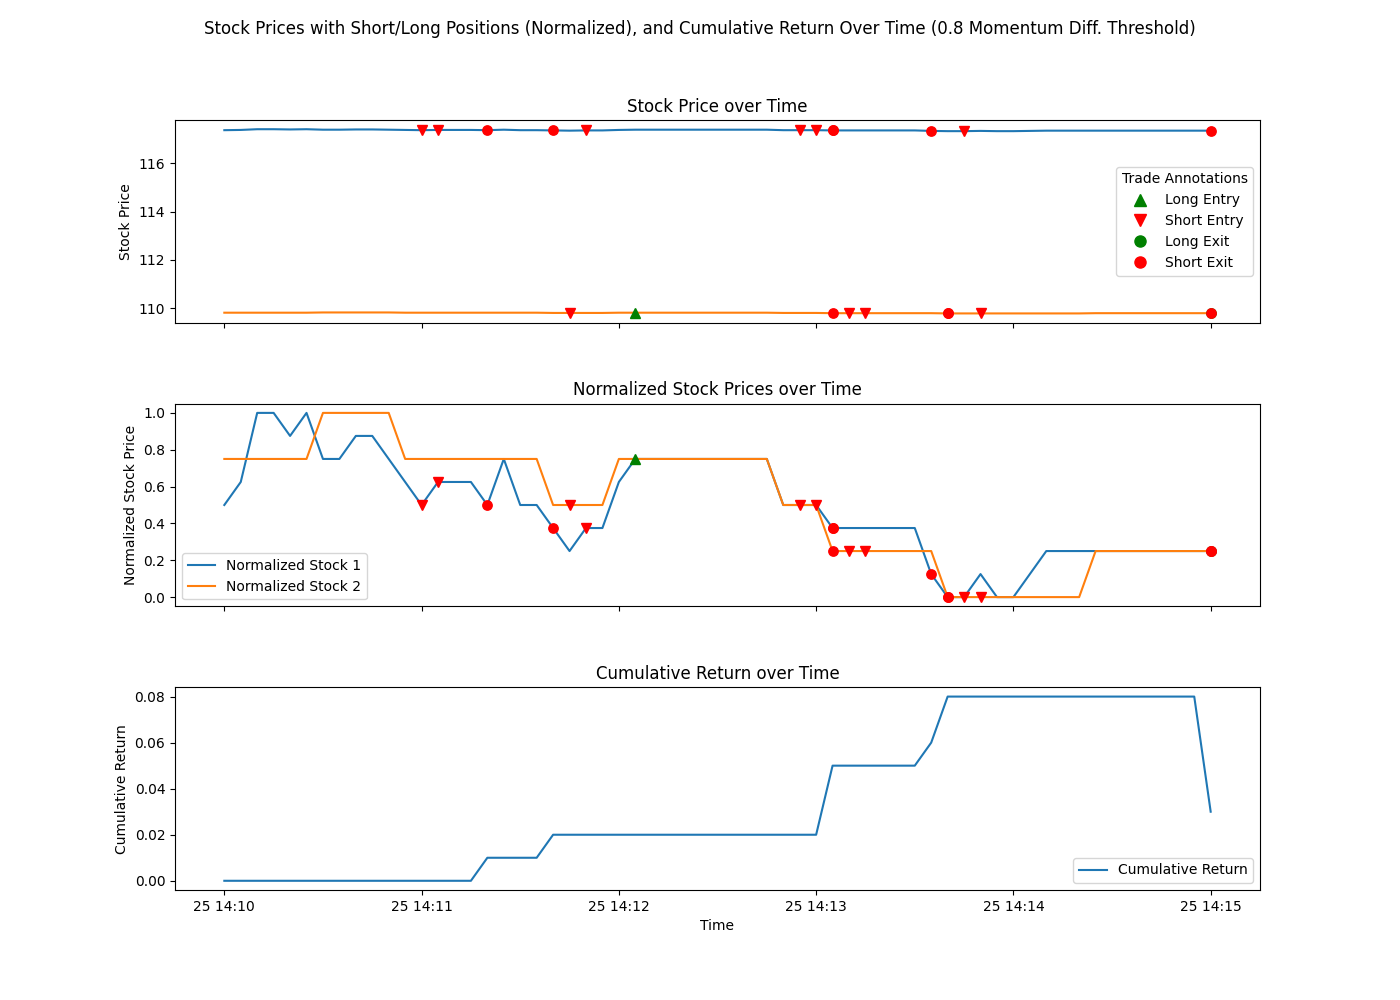 Stock Prices with Short/Long Positions (Normalized), and Cumulative Return Over Time (0.8 Momentum Diff. Threshold)
Stock Price over Time
Stock Price
116
114
112
110
Trade Annotations
Long Entry
Short Entry
Long Exit
Short Exit
Normalized Stock Prices over Time
Normalized Stock Price
1.0
0.8
0.6
0.4
0.2
0.0
Normalized Stock 1
Normalized Stock 2
Cumulative Return over Time
Cumulative Return
0.08
0.06
0.04
0.02
0.00
Cumulative Return
25 14:10
25 14:11
25 14:12
25 14:13
25 14:14
25 14:15
Time